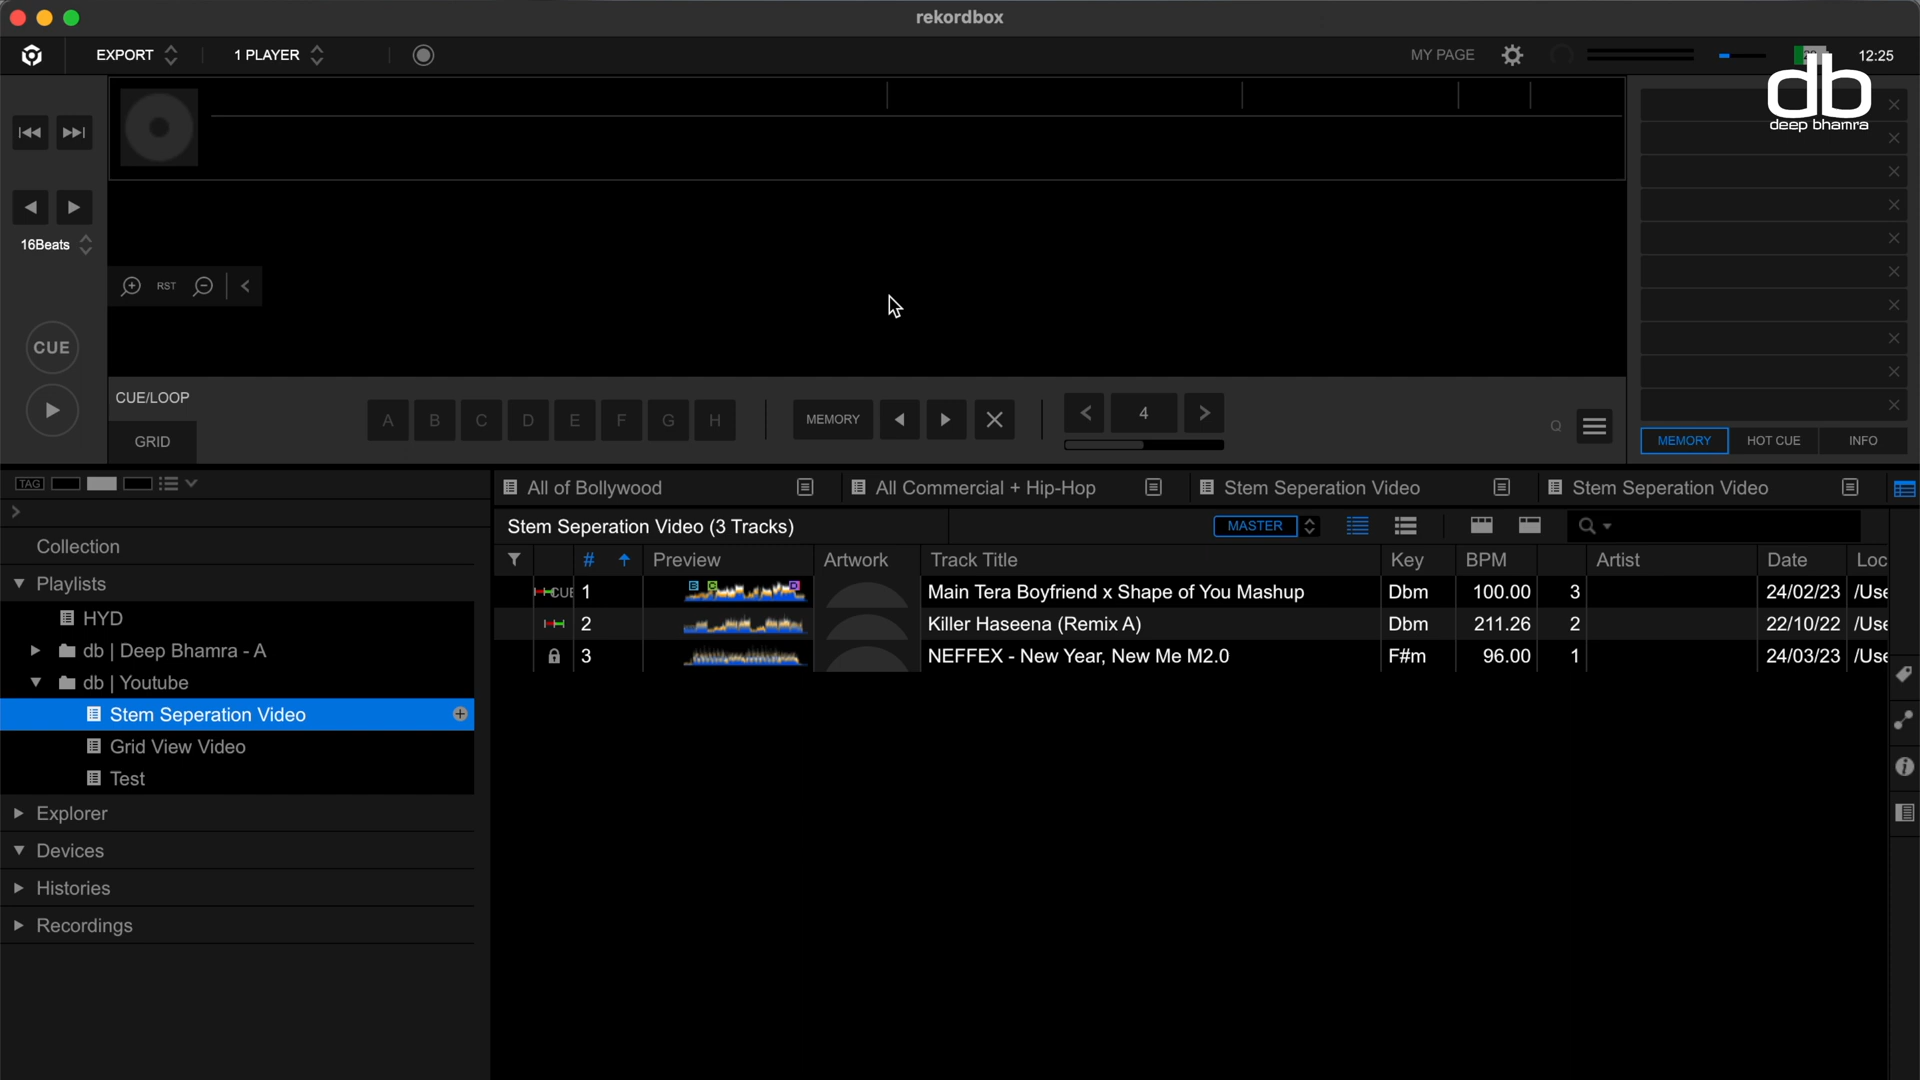 rekordbox
EXPORT 1 PLAYER MY PAGE 12:25
db
deep bhamra
16Beats
RST
CUE
CUE/LOOP
GRID
A B C D E F G H MEMORY 4 Q
MEMORY HOT CUE INFO
TAG
All of Bollywood All Commercial + Hip-Hop Stem Seperation Video Stem Seperation Video
Stem Seperation Video (3 Tracks) MASTER
# Preview Artwork Track Title Key BPM Artist Date Loc
CUE 1 B C D Main Tera Boyfriend x Shape of You Mashup Dbm 100.00 3 24/02/23 /Use
2 Killer Haseena (Remix A) Dbm 211.26 2 22/10/22 /Use
3 NEFFEX - New Year, New Me M2.0 F#m 96.00 1 24/03/23 /Use
Collection
Playlists
HYD
db | Deep Bhamra - A
db | Youtube
Stem Seperation Video
Grid View Video
Test
Explorer
Devices
Histories
Recordings